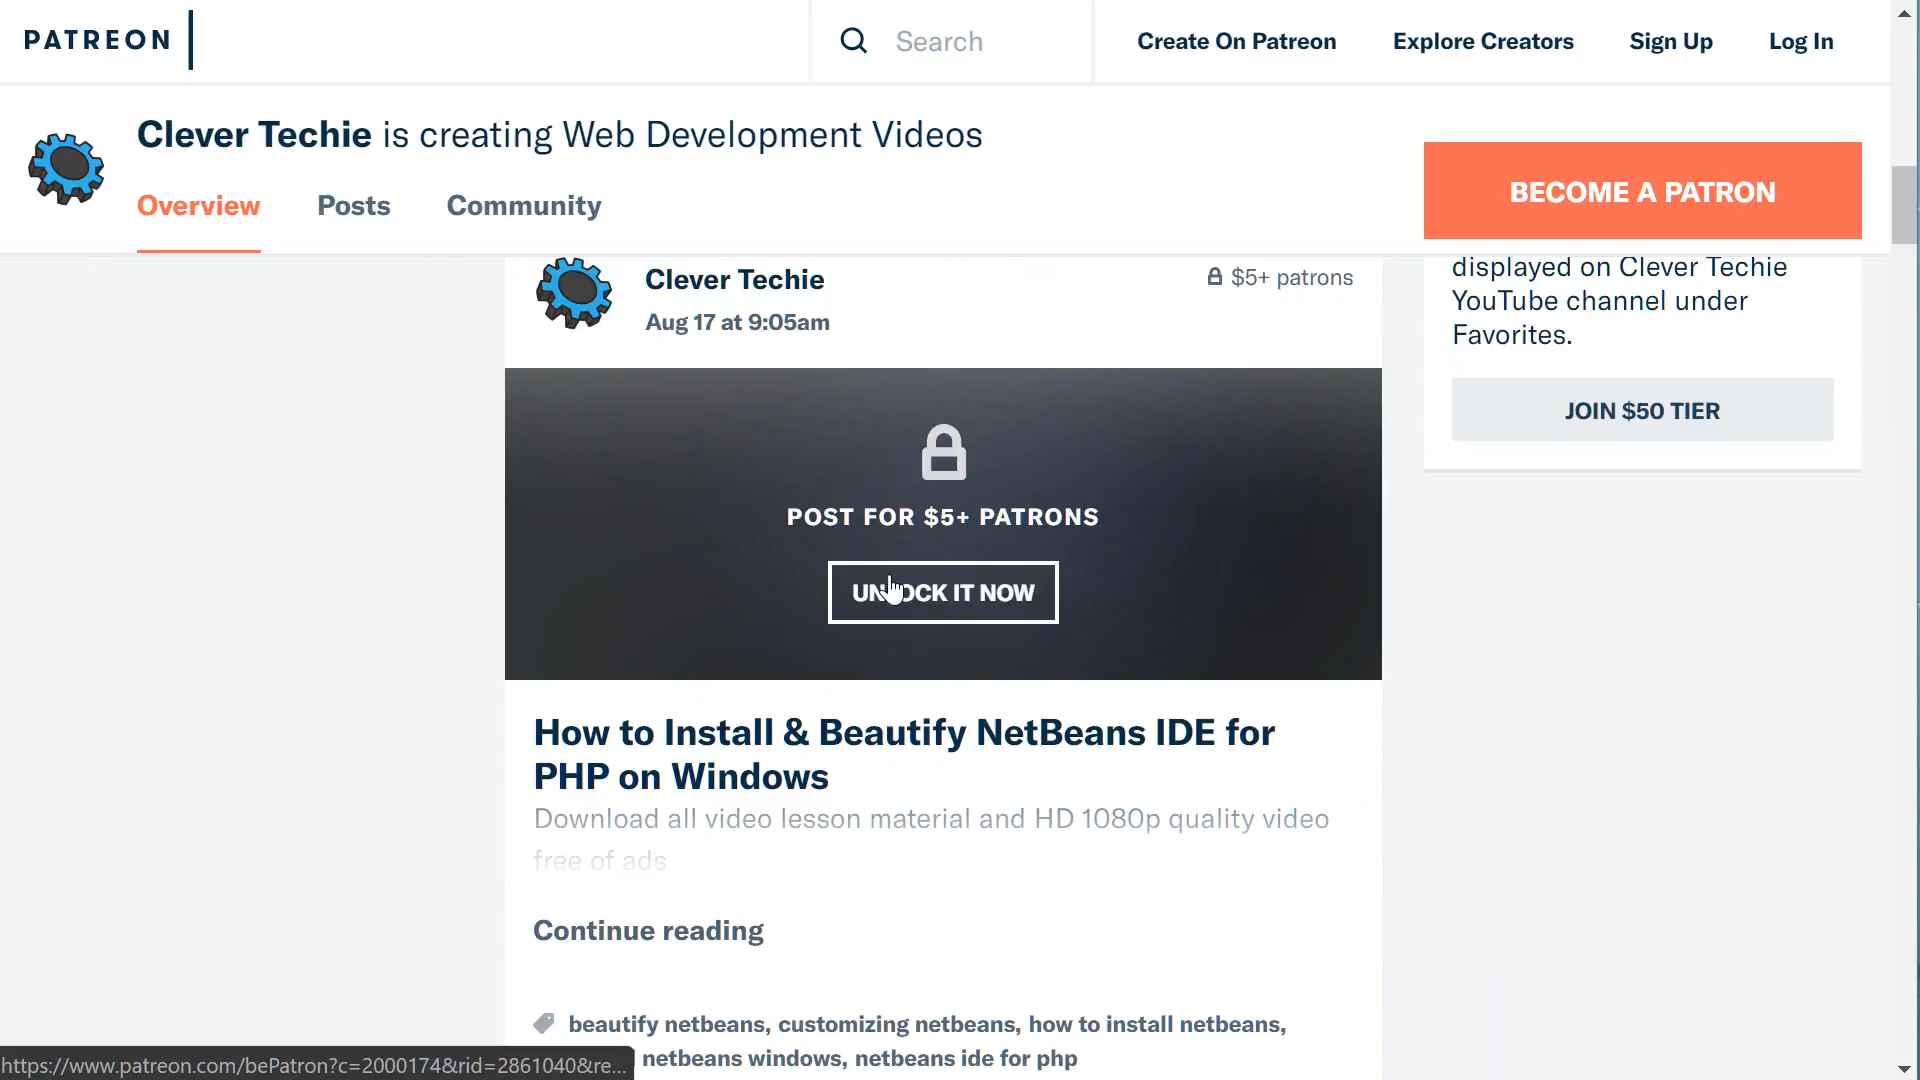 PATREON
Search
Create On Patreon
Explore Creators
Sign Up
Log In
Clever Techie is creating Web Development Videos
Overview
Posts
Community
BECOME A PATRON
Clever Techie
Aug 17 at 9:05am
$5+ patrons
displayed on Clever Techie
YouTube channel under
Favorites.
JOIN $50 TIER
POST FOR $5+ PATRONS
UNLOCK IT NOW
How to Install & Beautify NetBeans IDE for
PHP on Windows
Download all video lesson material and HD 1080p quality video
free of ads
Continue reading
beautify netbeans, customizing netbeans, how to install netbeans,
netbeans windows, netbeans ide for php
https://www.patreon.com/bePatron?c=2000174&rid=2861040&re...